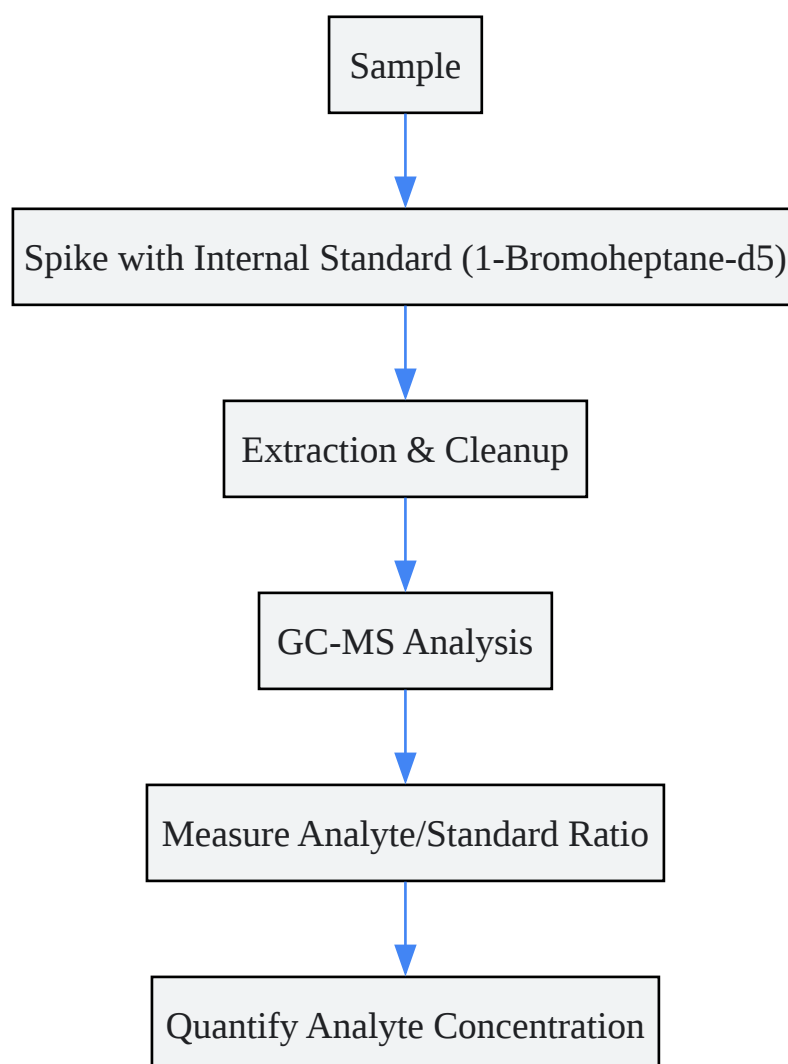 Sample
Spike with Internal Standard (1-Bromoheptane-d5)
Extraction & Cleanup
GC-MS Analysis
Measure Analyte/Standard Ratio
Quantify Analyte Concentration